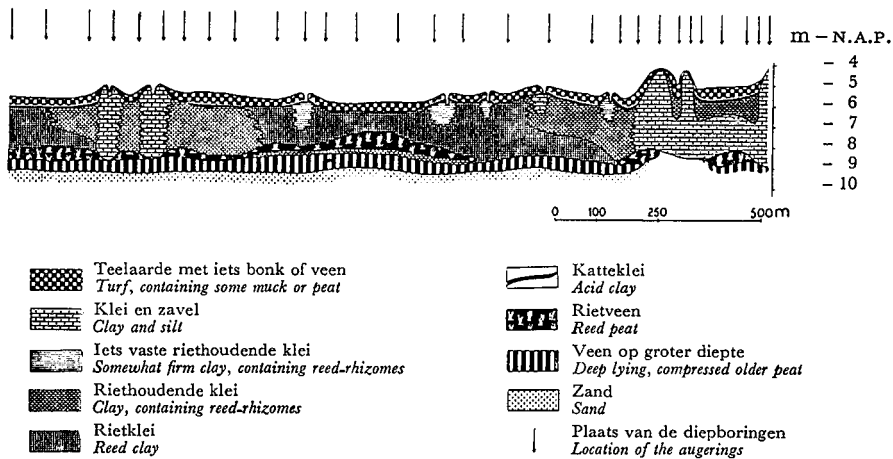 m – N.A.P.
– 4
– 5
– 6
– 7
– 8
– 9
– 10
0 100 250 500 m
Teelaarde met iets bonk of veen
Turf, containing some muck or peat
Klei en zavel
Clay and silt
Iets vaste riethoudende klei
Somewhat firm clay, containing reed-rhizomes
Riethoudende klei
Clay, containing reed-rhizomes
Rietklei
Reed clay
Katteklei
Acid clay
Rietveen
Reed peat
Veen op groter diepte
Deep lying, compressed older peat
Zand
Sand
Plaats van de diepboringen
Location of the augerings